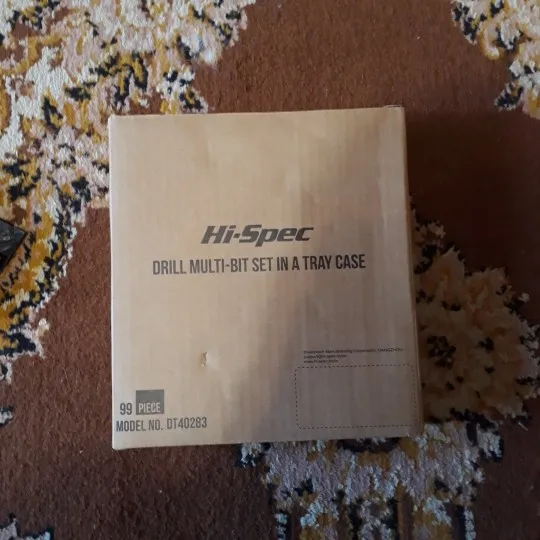 Hi-Spec
DRILL MULTI-BIT SET IN A TRAY CASE
99 PIECE
MODEL NO. DT40283